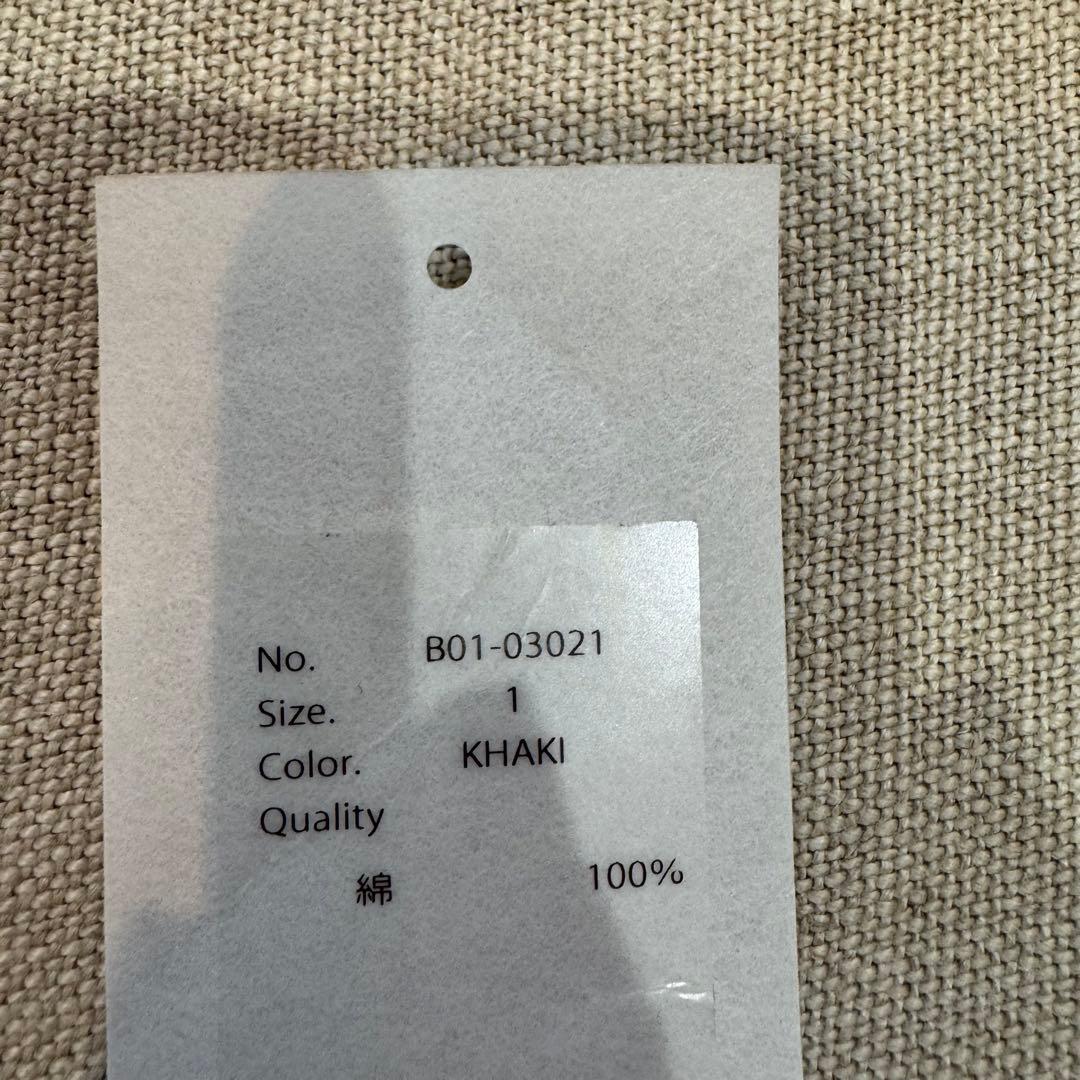 No. B01-03021
Size. 1
Color. KHAKI
Quality
綿 100%